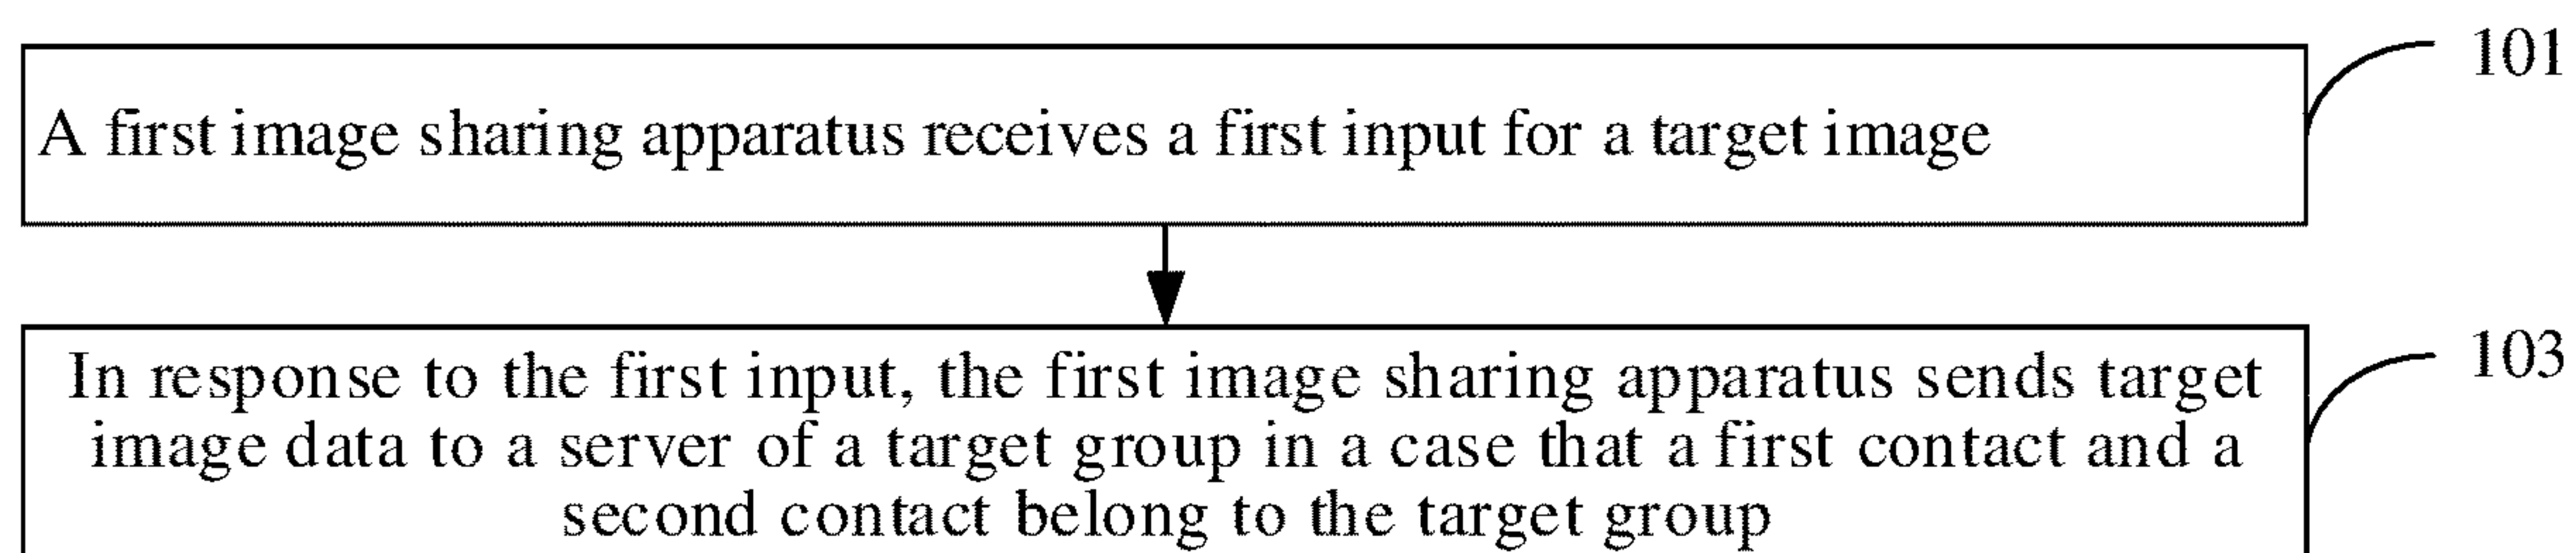 A first image sharing apparatus receives a first input for a target image
101
In response to the first input, the first image sharing apparatus sends target
image data to a server of a target group in a case that a first contact and a
second contact belong to the target group
103